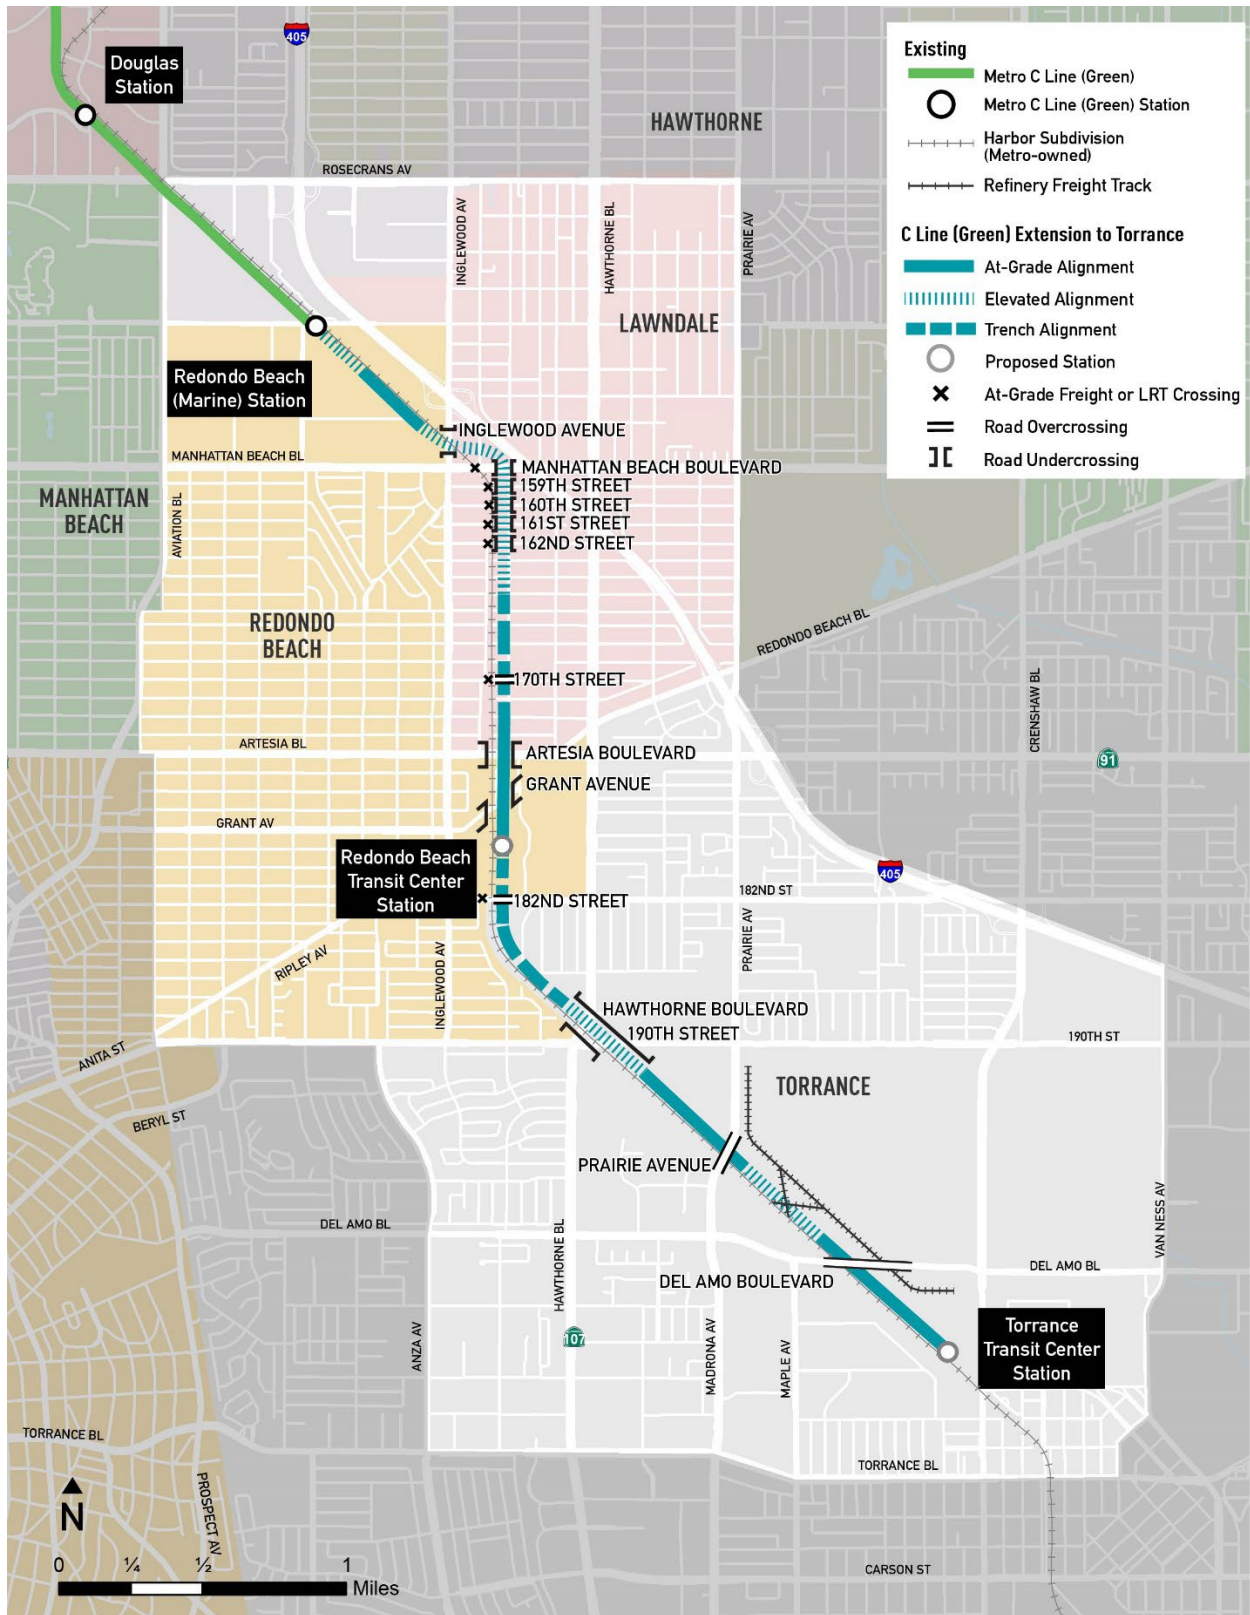 405
Douglas
Station
HAWTHORNE
ROSECRANS AV
INGLEWOOD AV
HAWTHORNE BL
PRAIRIE AV
Existing
Metro C Line (Green)
Metro C Line (Green) Station
Harbor Subdivision
(Metro-owned)
Refinery Freight Track
C Line (Green) Extension to Torrance
At-Grade Alignment
Elevated Alignment
Trench Alignment
Proposed Station
At-Grade Freight or LRT Crossing
Road Overcrossing
Road Undercrossing
LAWNDALE
Redondo Beach
(Marine) Station
INGLEWOOD AVENUE
MANHATTAN BEACH BL
MANHATTAN BEACH BOULEVARD
159TH STREET
160TH STREET
161ST STREET
162ND STREET
MANHATTAN
BEACH
AVIATION BL
REDONDO
BEACH
REDONDO BEACH BL
170TH STREET
CRENSHAW BL
ARTESIA BL
ARTESIA BOULEVARD
91
GRANT AVENUE
GRANT AV
Redondo Beach
Transit Center
Station
405
182ND ST
182ND STREET
PRAIRIE AV
RIPLEY AV
INGLEWOOD AV
HAWTHORNE BOULEVARD
190TH STREET
190TH ST
ANITA ST
BERYL ST
TORRANCE
PRAIRIE AVENUE
DEL AMO BL
HAWTHORNE BL
VAN NESS AV
DEL AMO BOULEVARD
DEL AMO BL
107
ANZA AV
MADRONA AV
MAPLE AV
Torrance
Transit Center
Station
TORRANCE BL
TORRANCE BL
PROSPECT AV
N
0 ¼ ½ 1
Miles
CARSON ST